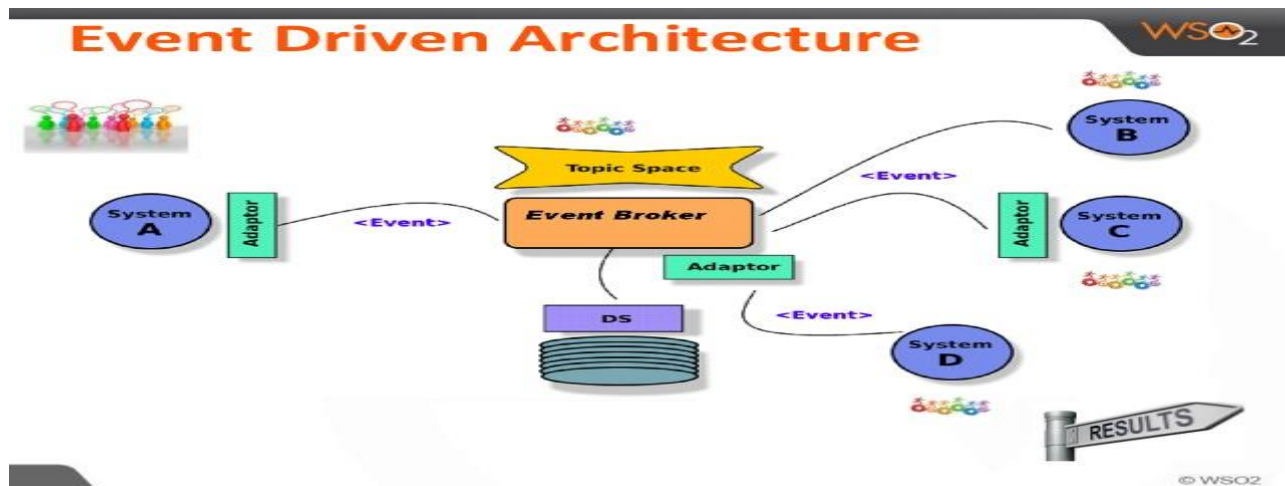 Event Driven Architecture
WSO2
System
B
Topic Space
<Event>
System
A
Adaptor
<Event>
Event Broker
Adaptor
System
C
Adaptor
DS
<Event>
System
D
RESULTS
© WSO2